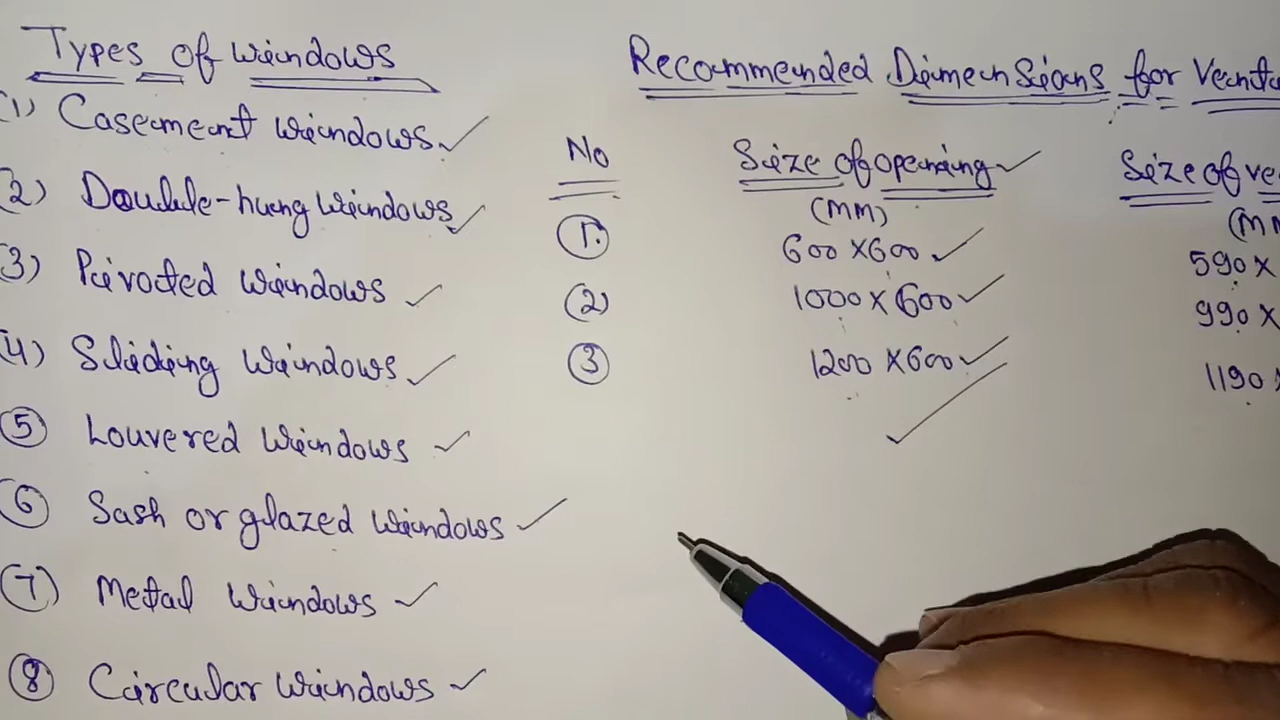 Types of windows
(1) Casement windows
(2) Double-hung windows
(3) Pivoted windows
(4) Sliding windows
(5) Louvered windows
(6) Sash or glazed windows
(7) Metal windows
(8) Circular windows
Recommended Dimensions for
No Size of opening Size of
(MM)
1. 600 x 600 590 x
(2) 1000 x 600 990 x
3 1200 x 600 1190